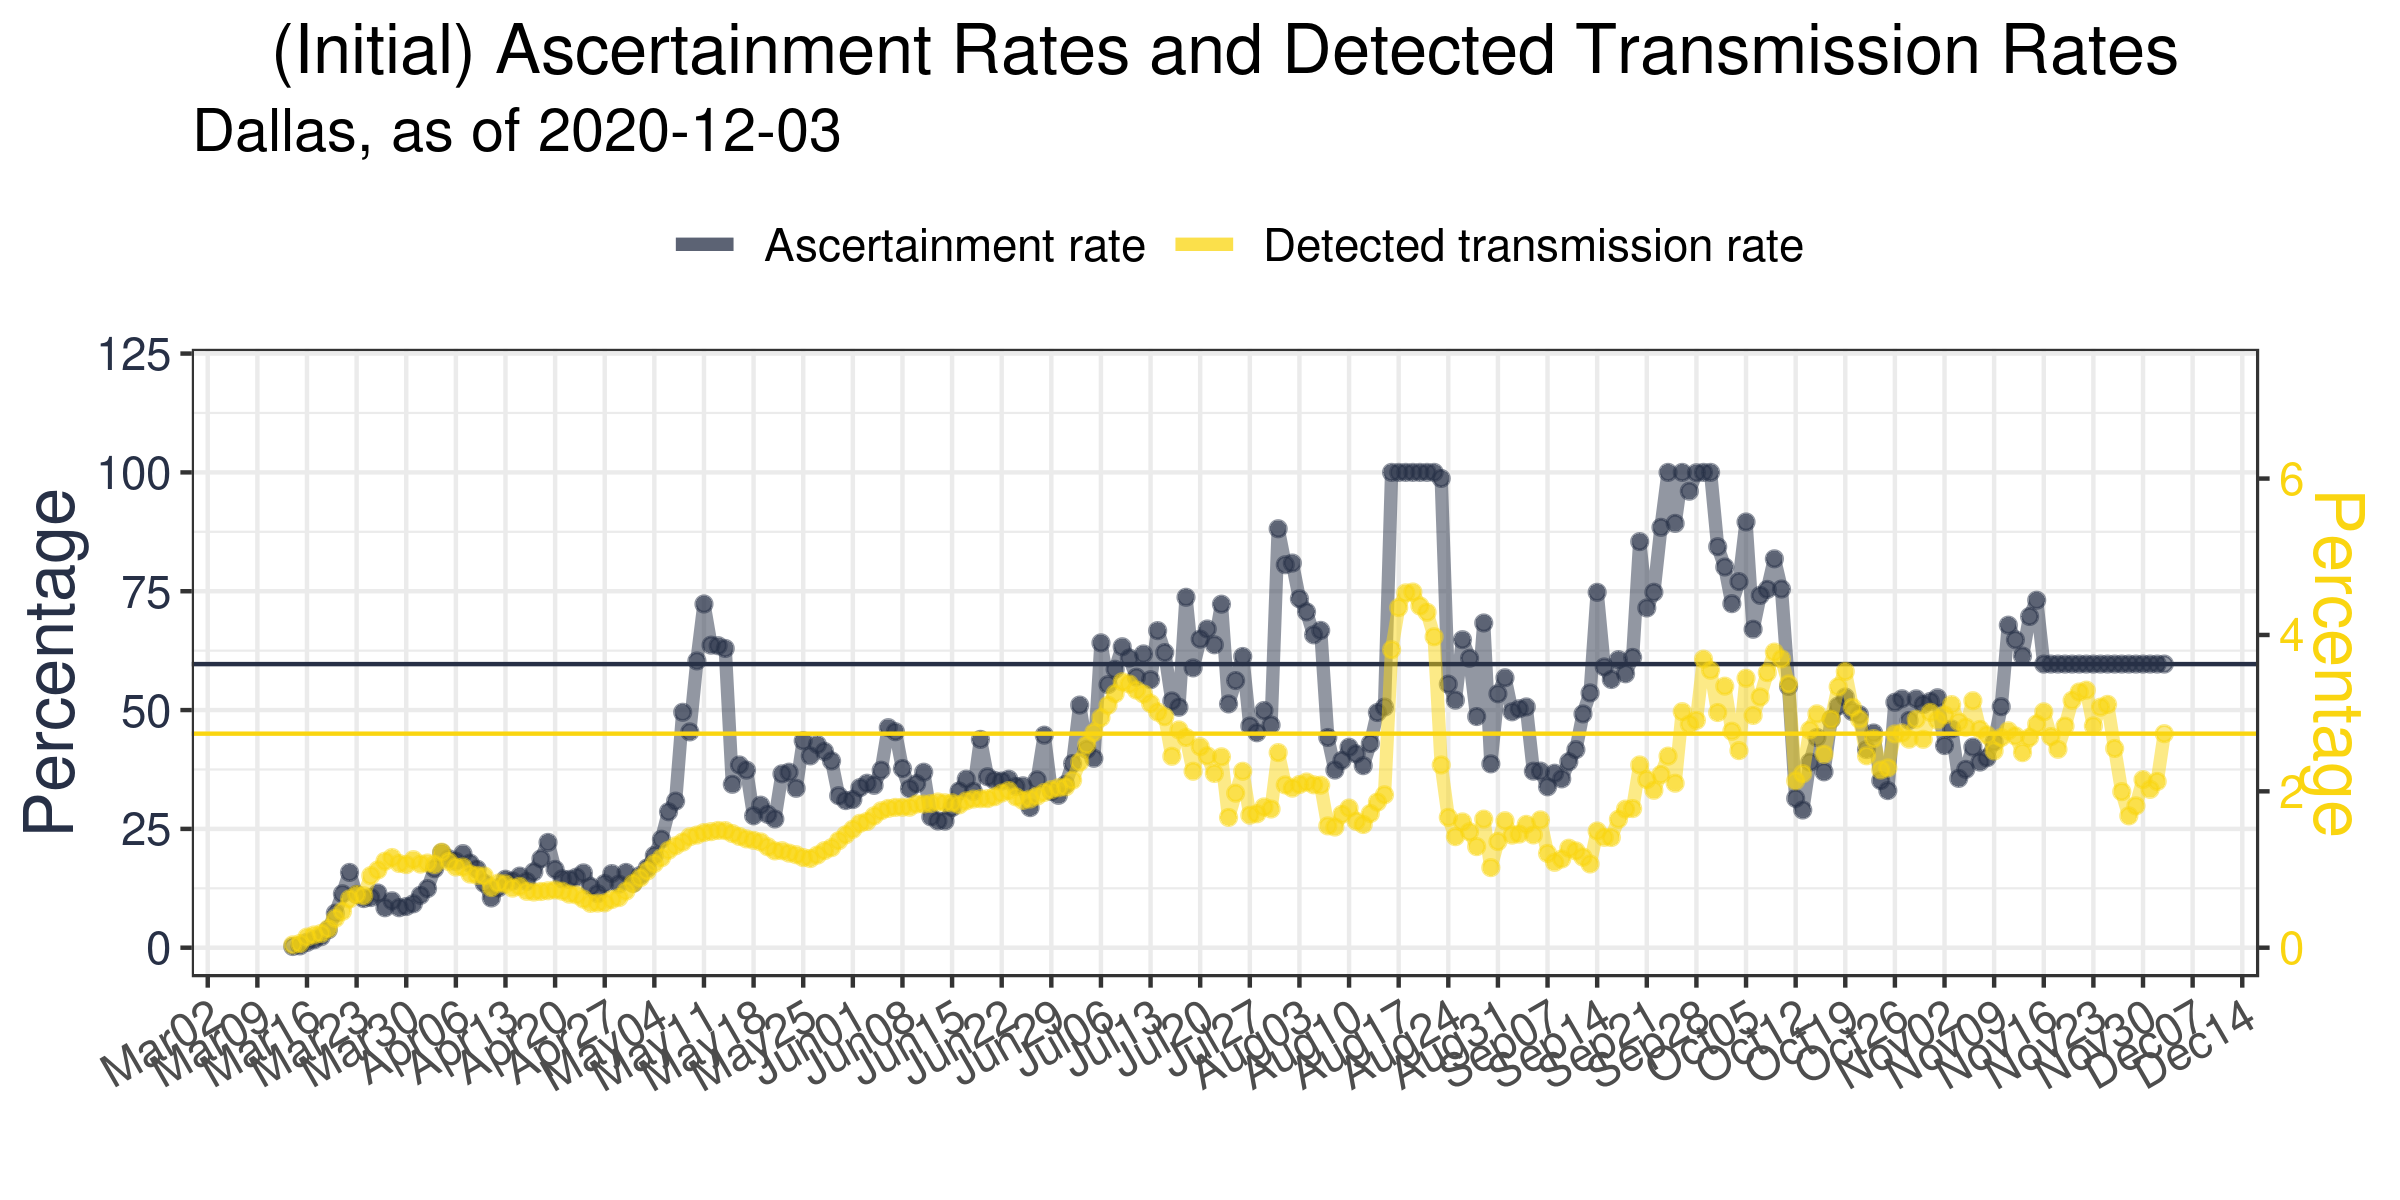 (Initial) Ascertainment Rates and Detected Transmission Rates
Dallas, as of 2020-12-03
Ascertainment rate
Detected transmission rate
125
100
75
50
25
0
Percentage
6
4
2
0
Percentage
Mar02
Mar09
Mar16
Mar23
Mar30
Apr06
Apr13
Apr20
Apr27
May04
May11
May18
May25
Jun01
Jun08
Jun15
Jun22
Jun29
Jul06
Jul13
Jul20
Jul27
Aug03
Aug10
Aug17
Aug24
Aug31
Sep07
Sep14
Sep21
Sep28
Oct05
Oct12
Oct19
Oct26
Nov02
Nov09
Nov16
Nov23
Nov30
Dec07
Dec14